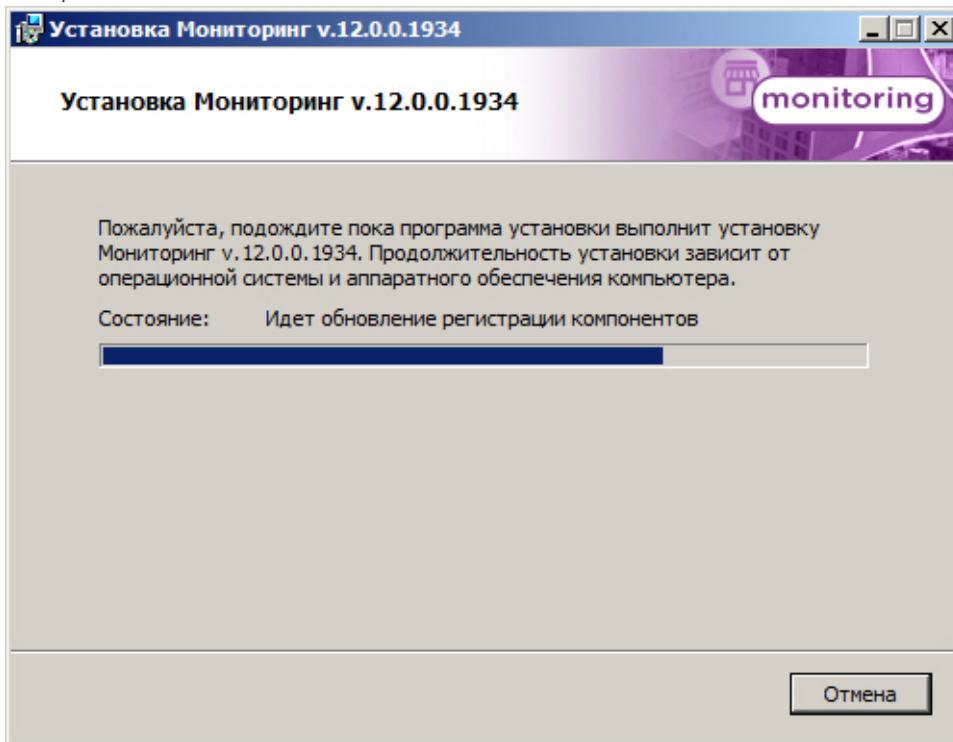 Установка Мониторинг v.12.0.0.1934
Установка Мониторинг v.12.0.0.1934
monitoring
Пожалуйста, подождите пока программа установки выполнит установку
Мониторинг v.12.0.0.1934. Продолжительность установки зависит от
операционной системы и аппаратного обеспечения компьютера.
Состояние: Идет обновление регистрации компонентов
Отмена